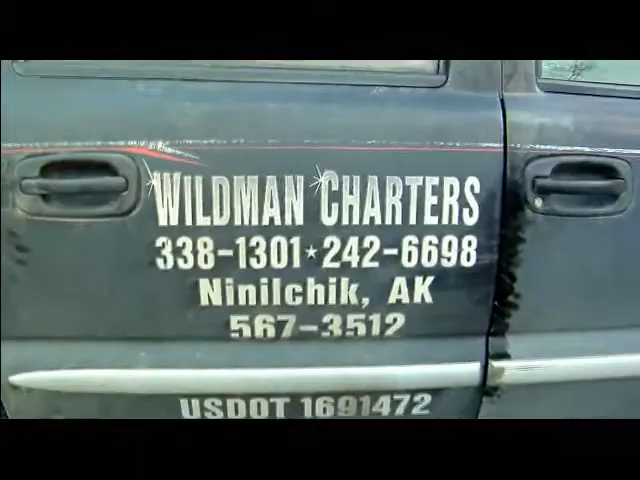 WILDMAN CHARTERS
338-1301★242-6698
Ninilchik, AK
567-3512
USDOT 1691472